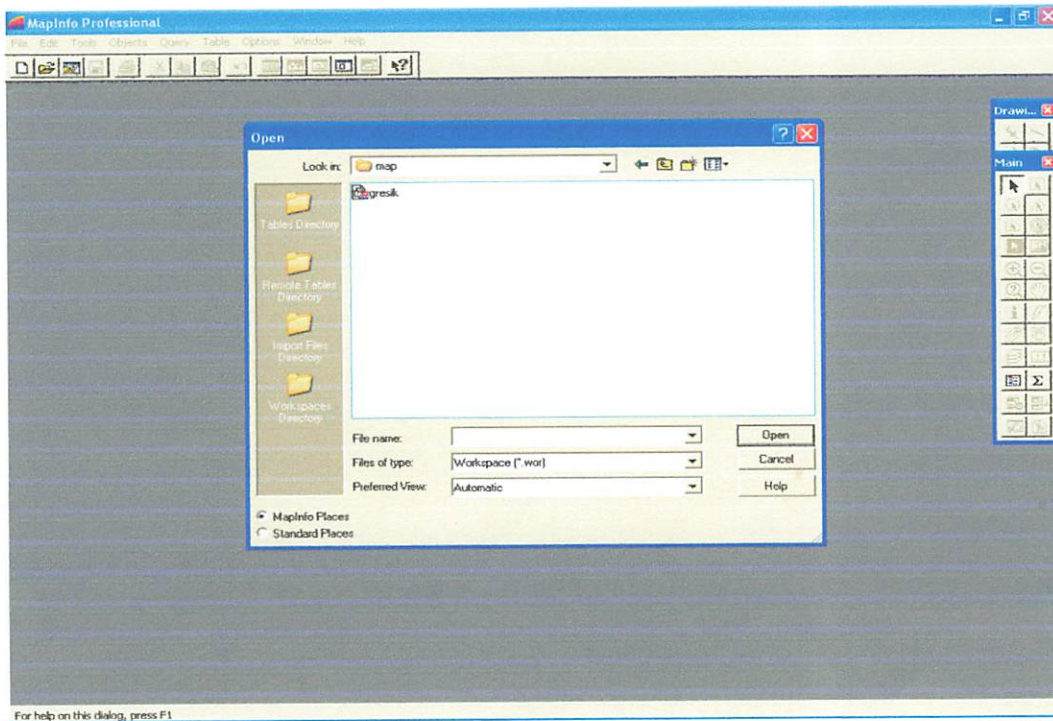 MapInfo Professional
File Edit Tools Objects Query Table Options Window Help
Drawi...
Main
Open
Look in: map
gresik
Tables Directory
Remote Tables
Directory
Import Files
Directory
Workspaces
Directory
File name:
Open
Files of type: Workspace (*.wor)
Cancel
Preferred View: Automatic
Help
MapInfo Places
Standard Places
For help on this dialog, press F1